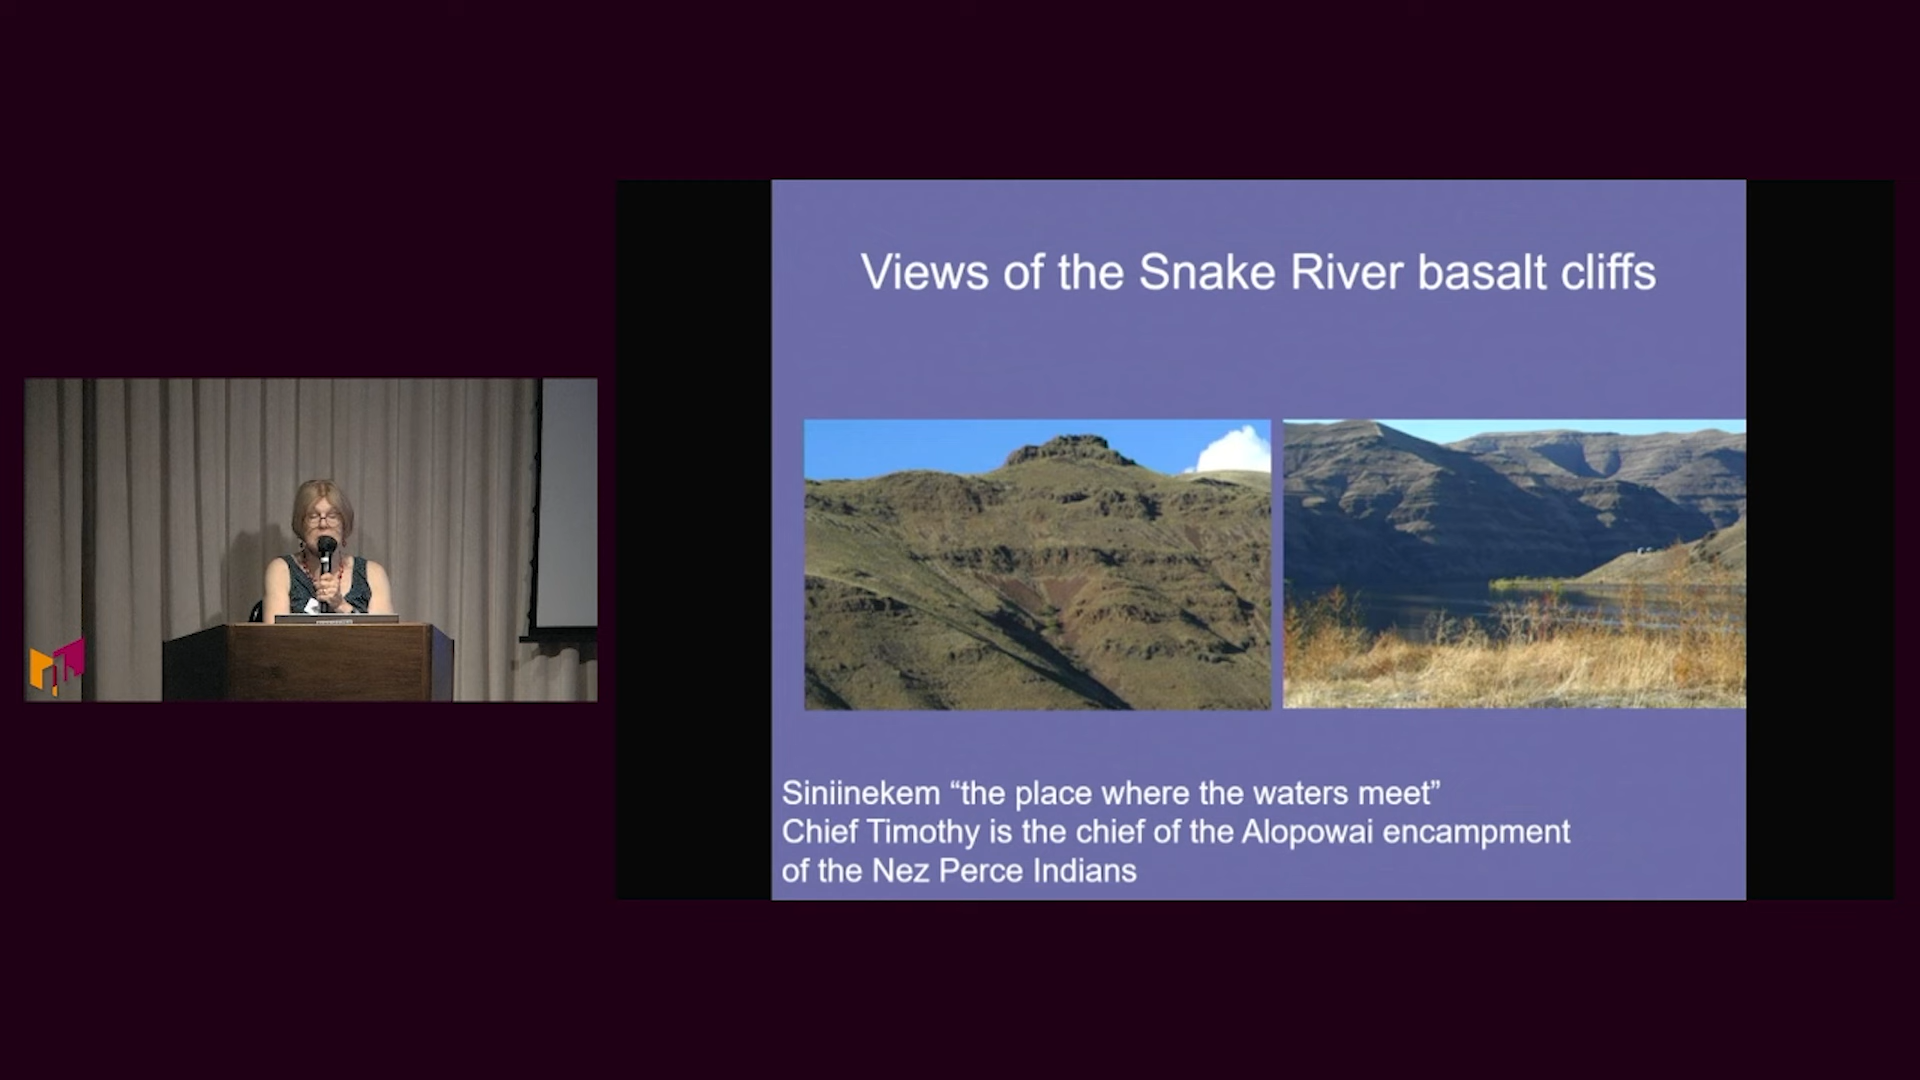 Views of the Snake River basalt cliffs
Siniinekem “the place where the waters meet”
Chief Timothy is the chief of the Alopowai encampment
of the Nez Perce Indians